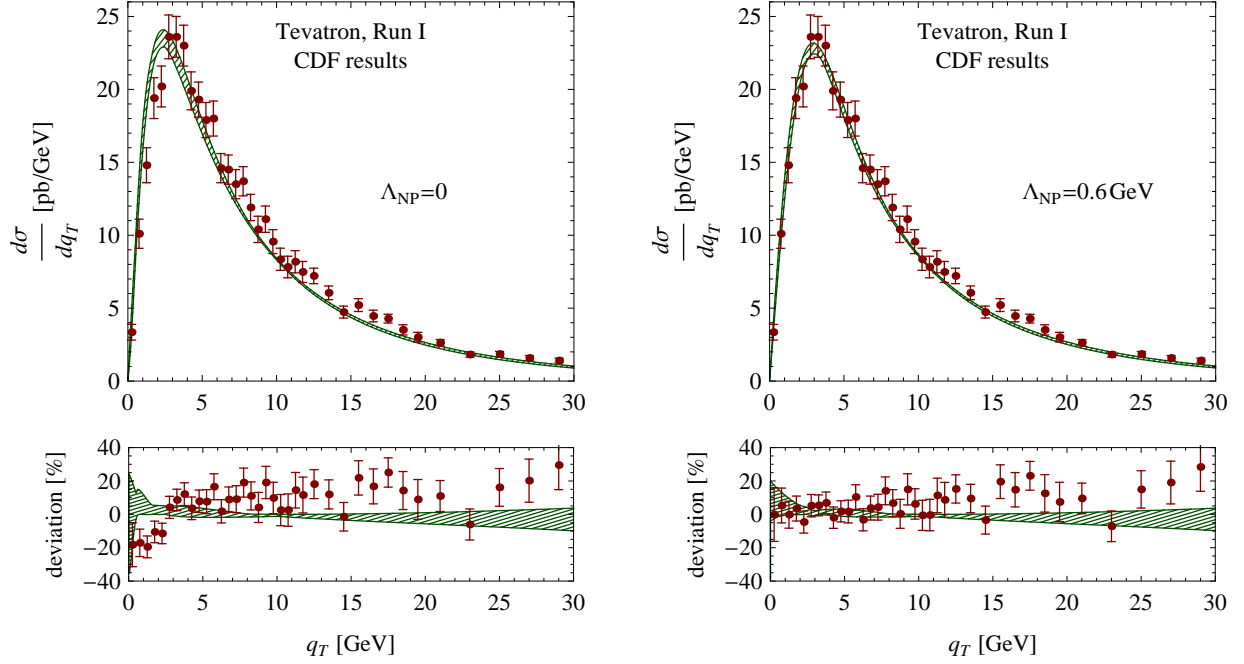 Tevatron, Run I
CDF results
Λ_NP=0
dσ/dq_T [pb/GeV]
25
20
15
10
5
0
0 5 10 15 20 25 30
deviation [%]
40
20
0
−20
−40
0 5 10 15 20 25 30
q_T [GeV]
Tevatron, Run I
CDF results
Λ_NP=0.6GeV
dσ/dq_T [pb/GeV]
25
20
15
10
5
0
0 5 10 15 20 25 30
deviation [%]
40
20
0
−20
−40
0 5 10 15 20 25 30
q_T [GeV]